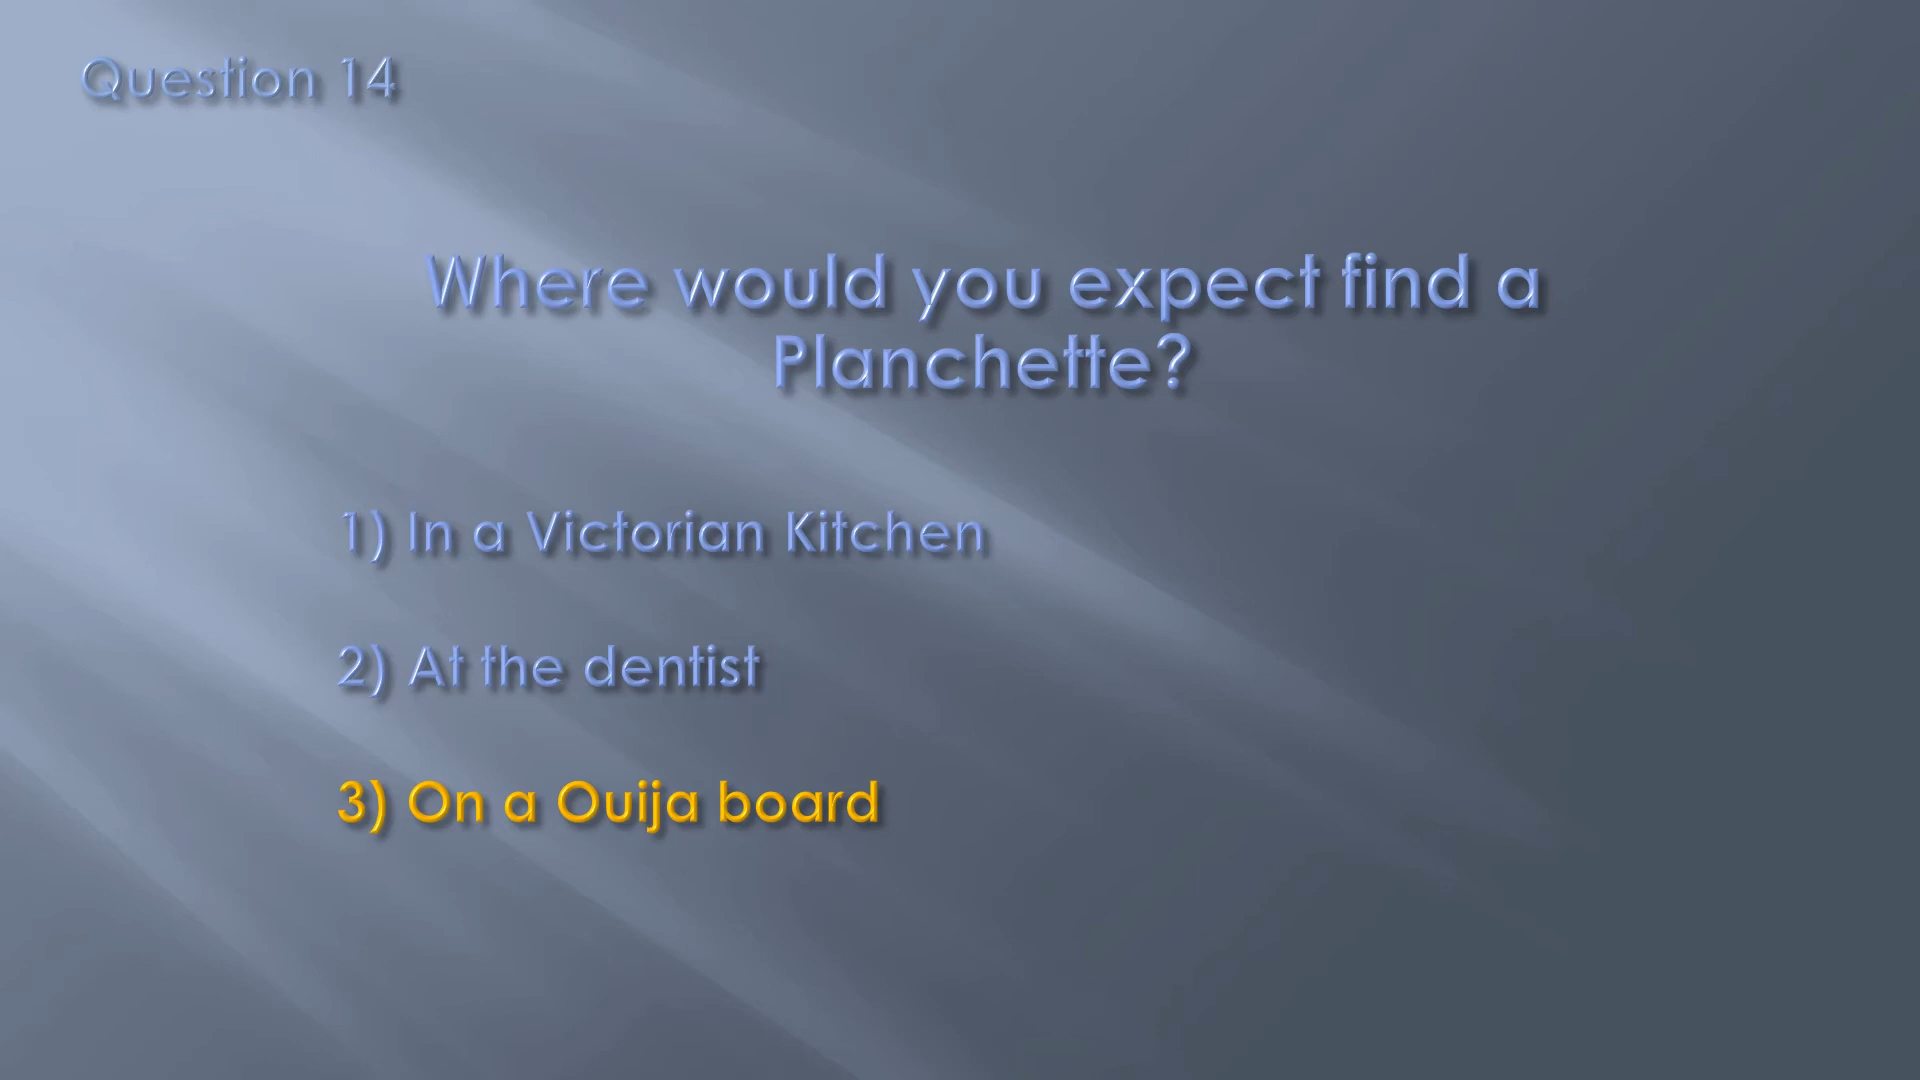 Question 14
Where would you expect find a
Planchette?
1) In a Victorian Kitchen
2) At the dentist
3) On a Ouija board